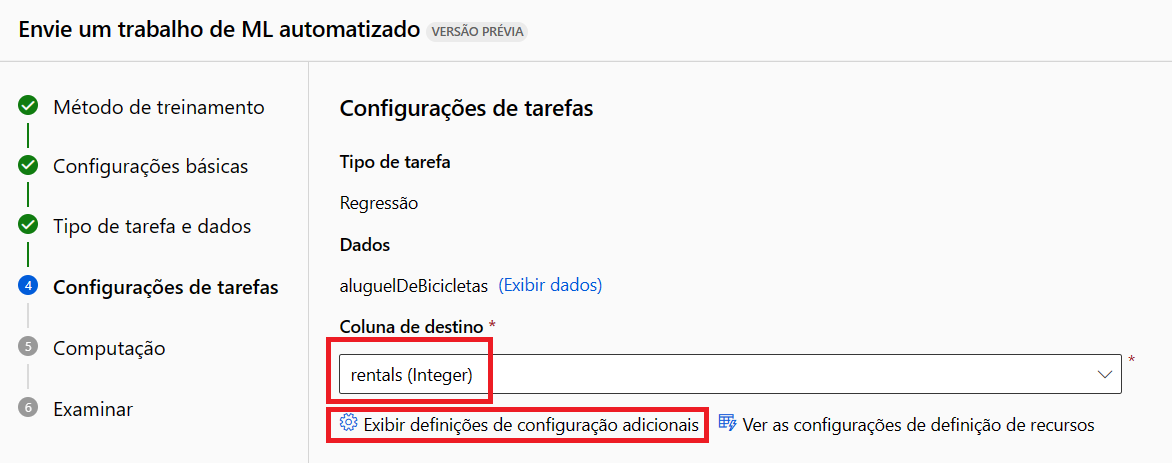 Envie um trabalho de ML automatizado VERSÃO PRÉVIA
Método de treinamento
Configurações básicas
Tipo de tarefa e dados
4 Configurações de tarefas
5 Computação
6 Examinar
Configurações de tarefas
Tipo de tarefa
Regressão
Dados
aluguelDeBicicletas (Exibir dados)
Coluna de destino *
rentals (Integer) *
Exibir definições de configuração adicionais Ver as configurações de definição de recursos